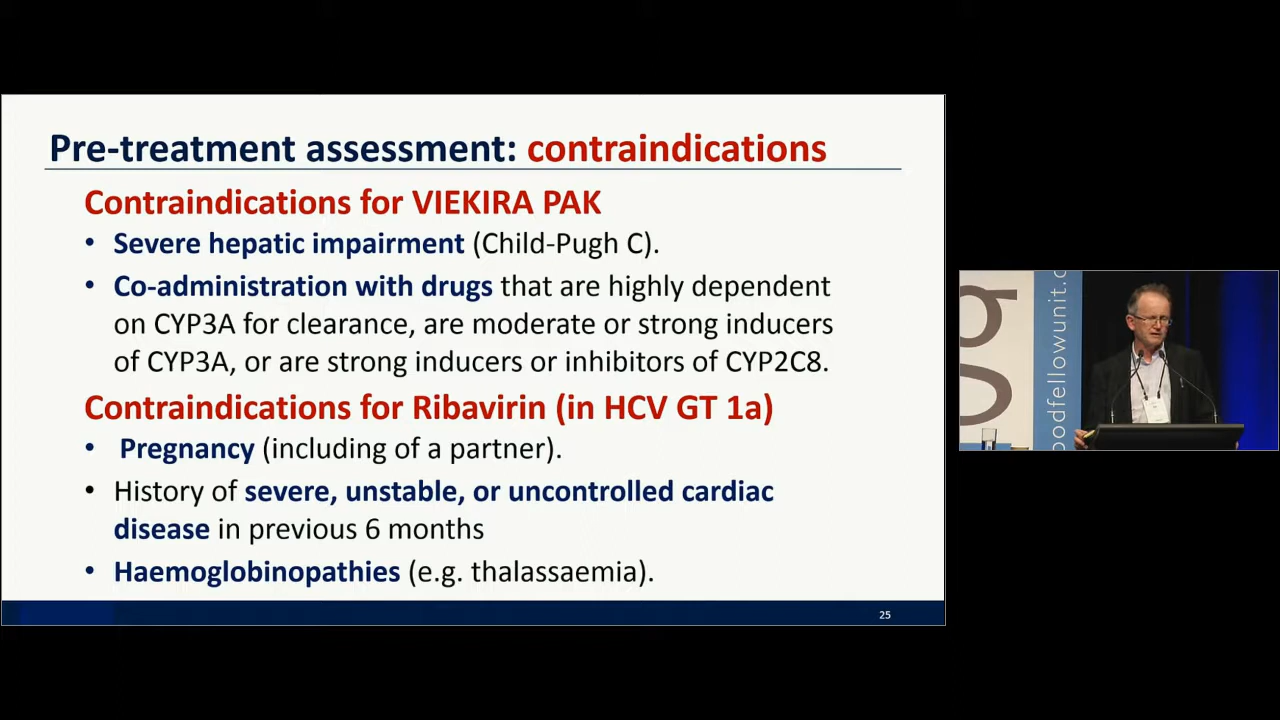 Pre-treatment assessment: contraindications
Contraindications for VIEKIRA PAK
• Severe hepatic impairment (Child-Pugh C).
• Co-administration with drugs that are highly dependent
on CYP3A for clearance, are moderate or strong inducers
of CYP3A, or are strong inducers or inhibitors of CYP2C8.
Contraindications for Ribavirin (in HCV GT 1a)
• Pregnancy (including of a partner).
• History of severe, unstable, or uncontrolled cardiac
disease in previous 6 months
• Haemoglobinopathies (e.g. thalassaemia).
25
g
oodfellowunit.c